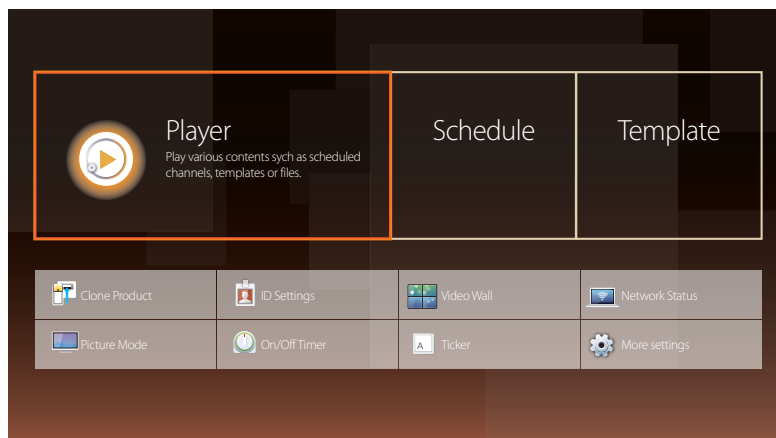 Player
Play various contents sych as scheduled
channels, templates or files.
Schedule
Template
Clone Product
ID Settings
Video Wall
Network Status
Picture Mode
On/Off Timer
A
Ticker
More settings